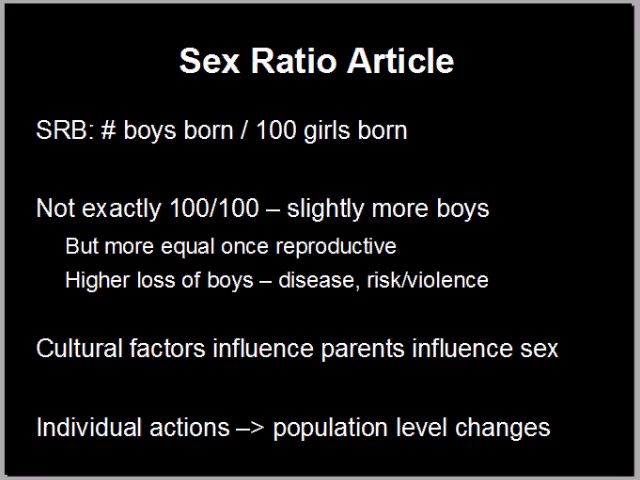 Sex Ratio Article
SRB: # boys born / 100 girls born
Not exactly 100/100 – slightly more boys
But more equal once reproductive
Higher loss of boys – disease, risk/violence
Cultural factors influence parents influence sex
Individual actions –> population level changes